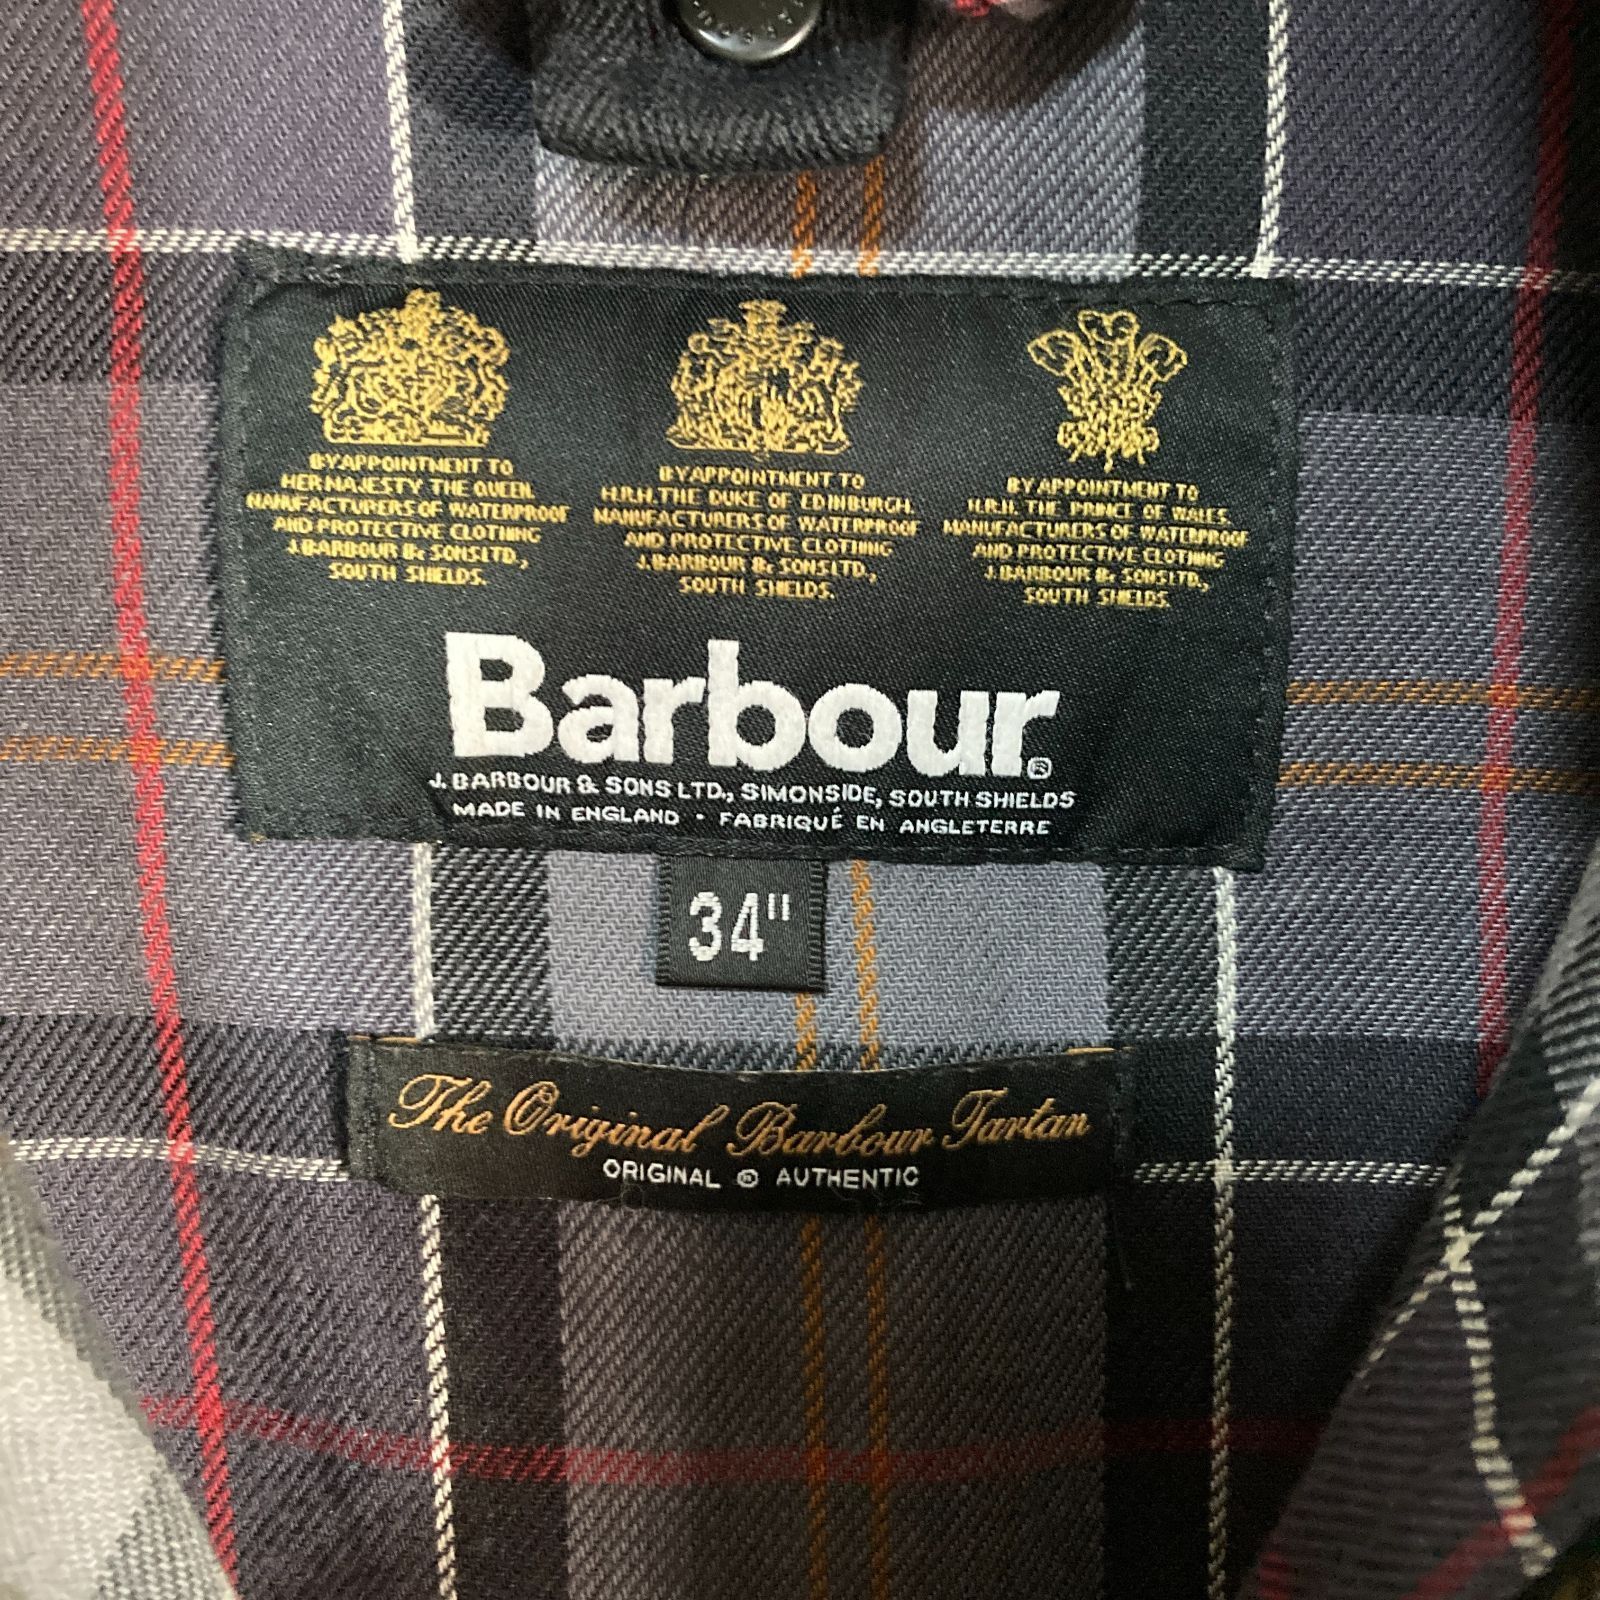 BY APPOINTMENT TO
HER MAJESTY THE QUEEN
MANUFACTURERS OF WATERPROOF
AND PROTECTIVE CLOTHING
J. BARBOUR & SONS LTD.,
SOUTH SHIELDS.
BY APPOINTMENT TO
H.R.H. THE DUKE OF EDINBURGH.
MANUFACTURERS OF WATERPROOF
AND PROTECTIVE CLOTHING
J. BARBOUR & SONS LTD.,
SOUTH SHIELDS.
BY APPOINTMENT TO
H.R.H. THE PRINCE OF WALES.
MANUFACTURERS OF WATERPROOF
AND PROTECTIVE CLOTHING
J. BARBOUR & SONS LTD.,
SOUTH SHIELDS.
Barbour®
J. BARBOUR & SONS LTD., SIMONSIDE, SOUTH SHIELDS
MADE IN ENGLAND · FABRIQUÉ EN ANGLETERRE
34"
The Original Barbour Tartan
ORIGINAL ® AUTHENTIC